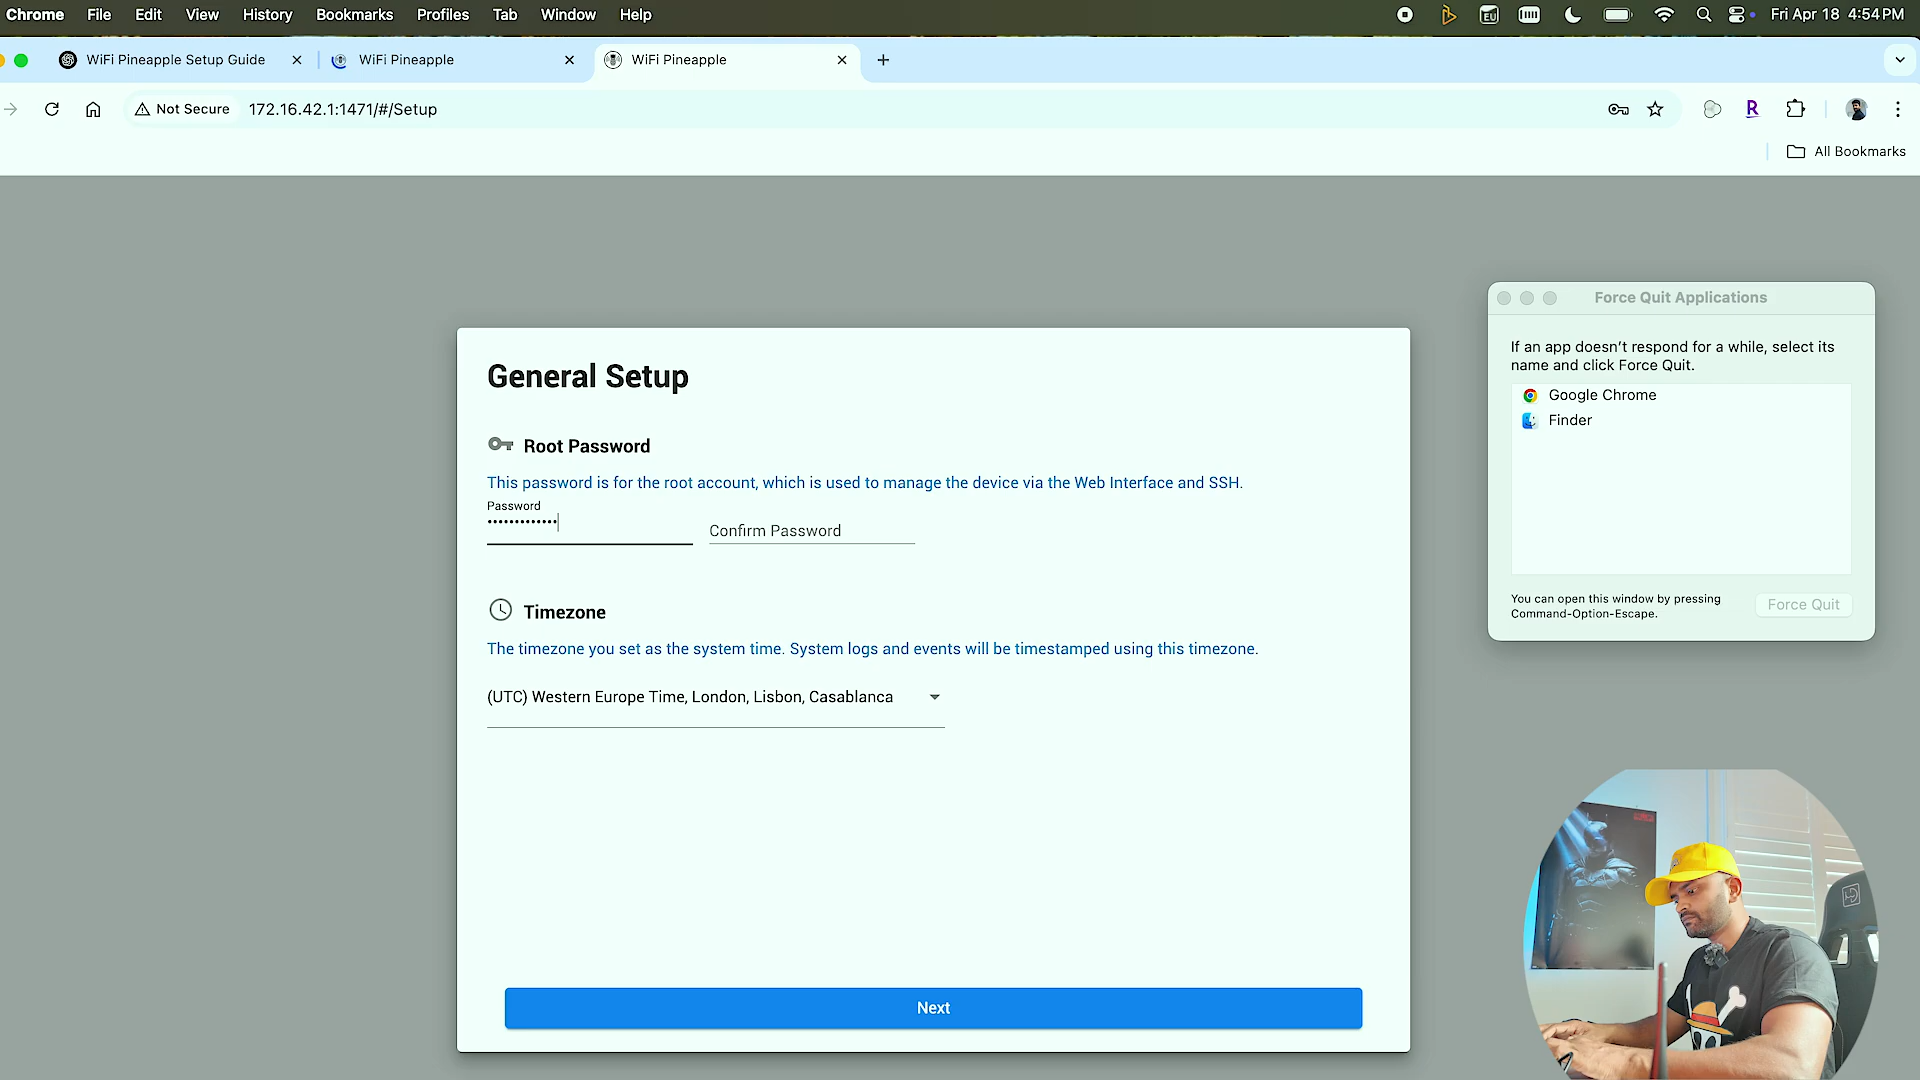 Chrome File Edit View History Bookmarks Profiles Tab Window Help
EU
Fri Apr 18 4:54 PM
WiFi Pineapple Setup Guide
WiFi Pineapple
WiFi Pineapple
Not Secure 172.16.42.1:1471/#/Setup
R
All Bookmarks
Force Quit Applications
If an app doesn't respond for a while, select its
name and click Force Quit.
Google Chrome
Finder
You can open this window by pressing
Command-Option-Escape.
Force Quit
General Setup
Root Password
This password is for the root account, which is used to manage the device via the Web Interface and SSH.
Password
•••••••••••••
Confirm Password
Timezone
The timezone you set as the system time. System logs and events will be timestamped using this timezone.
(UTC) Western Europe Time, London, Lisbon, Casablanca
Next